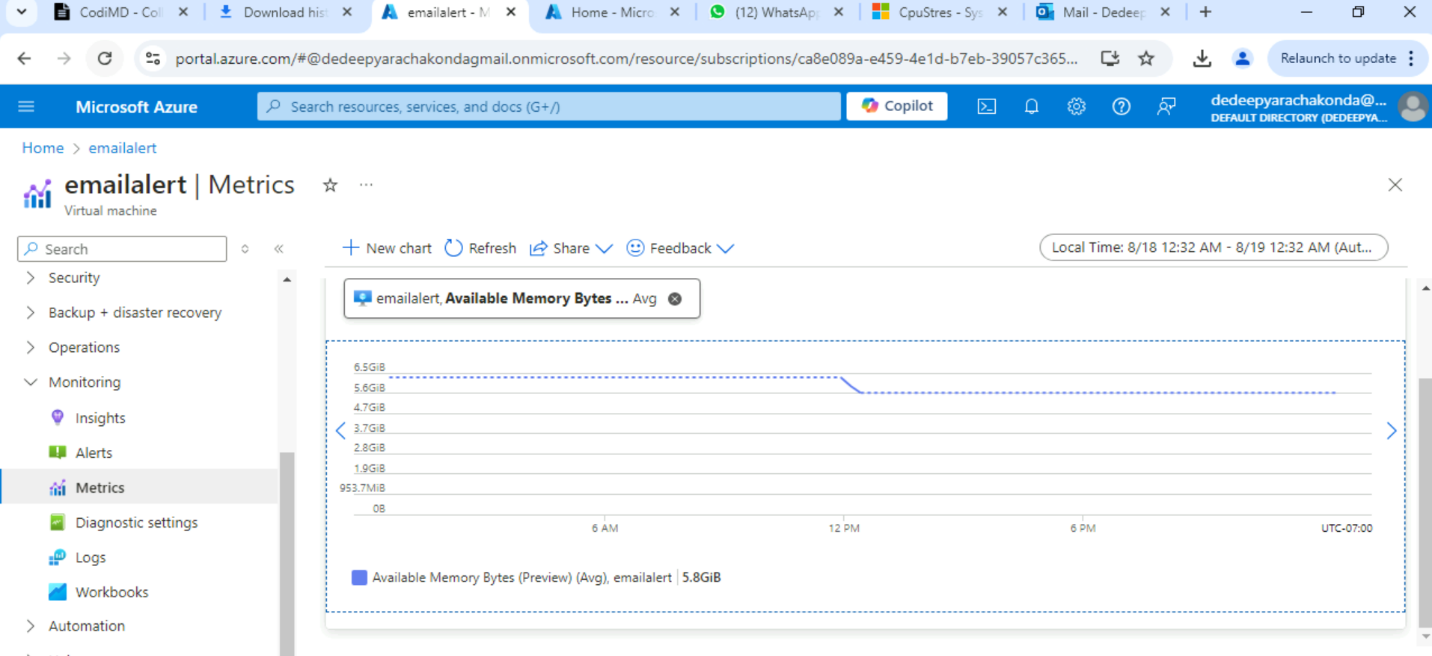 CodiMD - Coll
Download hist
emailalert - M
Home - Micro
(12) WhatsAp
CpuStres - Sys
Mail - Dedeep
portal.azure.com/#@dedeepyarachakondagmail.onmicrosoft.com/resource/subscriptions/ca8e089a-e459-4e1d-b7eb-39057c365...
Relaunch to update
Microsoft Azure
Search resources, services, and docs (G+/)
Copilot
dedeepyarachakonda@...
DEFAULT DIRECTORY (DEDEEPYA...
Home > emailalert
emailalert | Metrics
Virtual machine
Search
Security
Backup + disaster recovery
Operations
Monitoring
Insights
Alerts
Metrics
Diagnostic settings
Logs
Workbooks
Automation
New chart
Refresh
Share
Feedback
Local Time: 8/18 12:32 AM - 8/19 12:32 AM (Aut...
emailalert, Available Memory Bytes ... Avg
6.5GiB
5.6GiB
4.7GiB
3.7GiB
2.8GiB
1.9GiB
953.7MiB
0B
6 AM
12 PM
6 PM
UTC-07:00
Available Memory Bytes (Preview) (Avg), emailalert | 5.8GiB